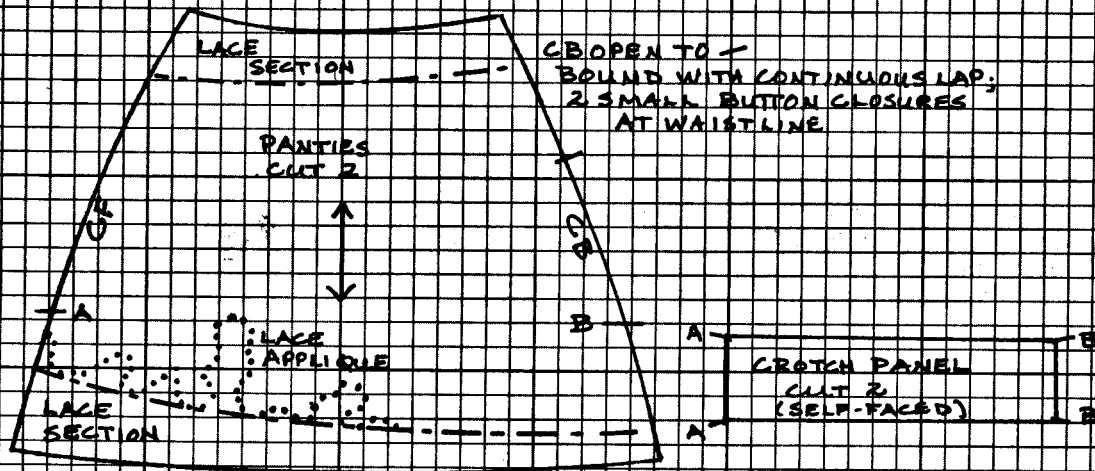 LACE
SECTION
CB OPEN TO —
BOUND WITH CONTINUOUS LAP;
2 SMALL BUTTON CLOSURES
AT WAISTLINE
PANTIES
CUT 2
CF
CB
A
B
LACE
APPLIQUE
LACE
SECTION
A
B
CROTCH PANEL
CUT 2
(SELF-FACED)
A
B